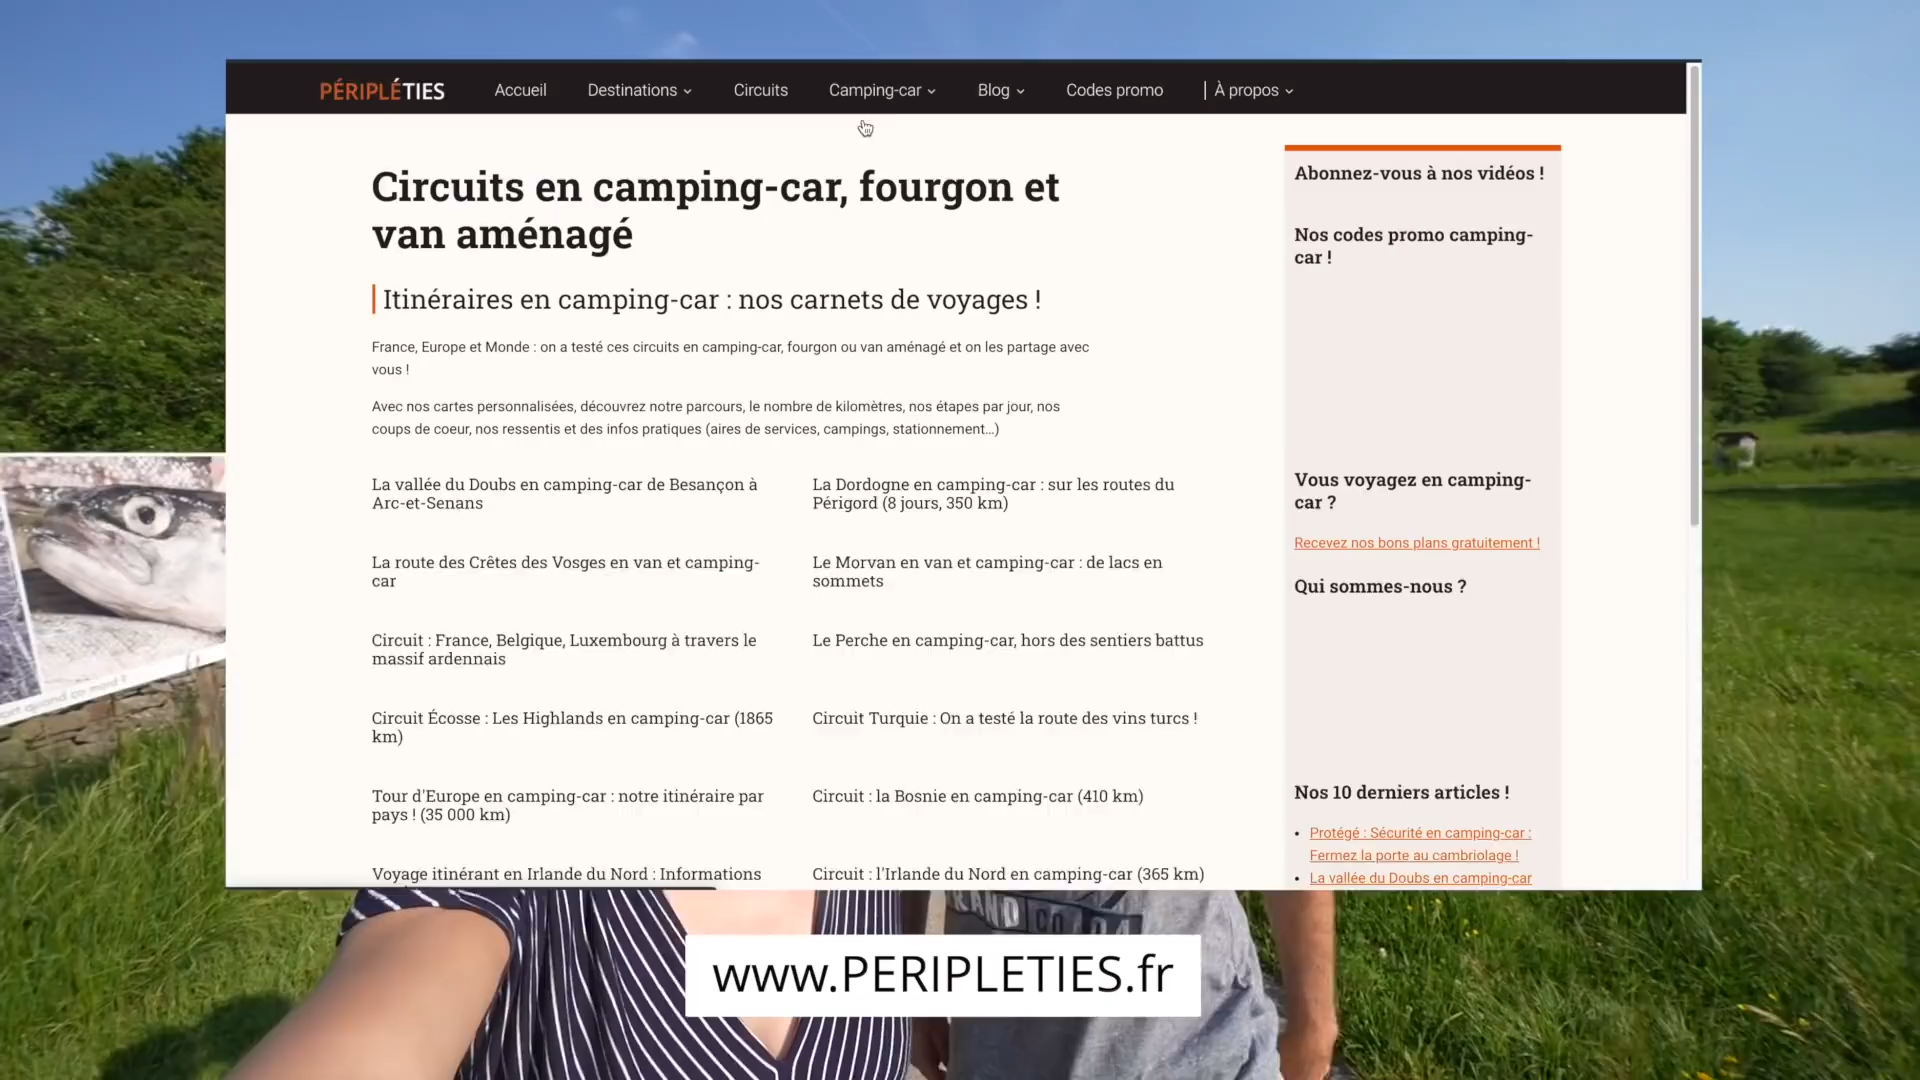 PÉRIPLÉTIES Accueil Destinations Circuits Camping-car Blog Codes promo | À propos
Circuits en camping-car, fourgon et
van aménagé
Itinéraires en camping-car : nos carnets de voyages !
France, Europe et Monde : on a testé ces circuits en camping-car, fourgon ou van aménagé et on les partage avec
vous !
Avec nos cartes personnalisées, découvrez notre parcours, le nombre de kilomètres, nos étapes par jour, nos
coups de coeur, nos ressentis et des infos pratiques (aires de services, campings, stationnement...)
La vallée du Doubs en camping-car de Besançon à
Arc-et-Senans
La Dordogne en camping-car : sur les routes du
Périgord (8 jours, 350 km)
La route des Crêtes des Vosges en van et camping-
car
Le Morvan en van et camping-car : de lacs en
sommets
Circuit : France, Belgique, Luxembourg à travers le
massif ardennais
Le Perche en camping-car, hors des sentiers battus
Circuit Écosse : Les Highlands en camping-car (1865
km)
Circuit Turquie : On a testé la route des vins turcs !
Tour d'Europe en camping-car : notre itinéraire par
pays ! (35 000 km)
Circuit : la Bosnie en camping-car (410 km)
Voyage itinérant en Irlande du Nord : Informations
Circuit : l'Irlande du Nord en camping-car (365 km)
Abonnez-vous à nos vidéos !
Nos codes promo camping-
car !
Vous voyagez en camping-
car ?
Recevez nos bons plans gratuitement !
Qui sommes-nous ?
Nos 10 derniers articles !
• Protégé : Sécurité en camping-car :
Fermez la porte au cambriolage !
• La vallée du Doubs en camping-car
www.PERIPLETIES.fr